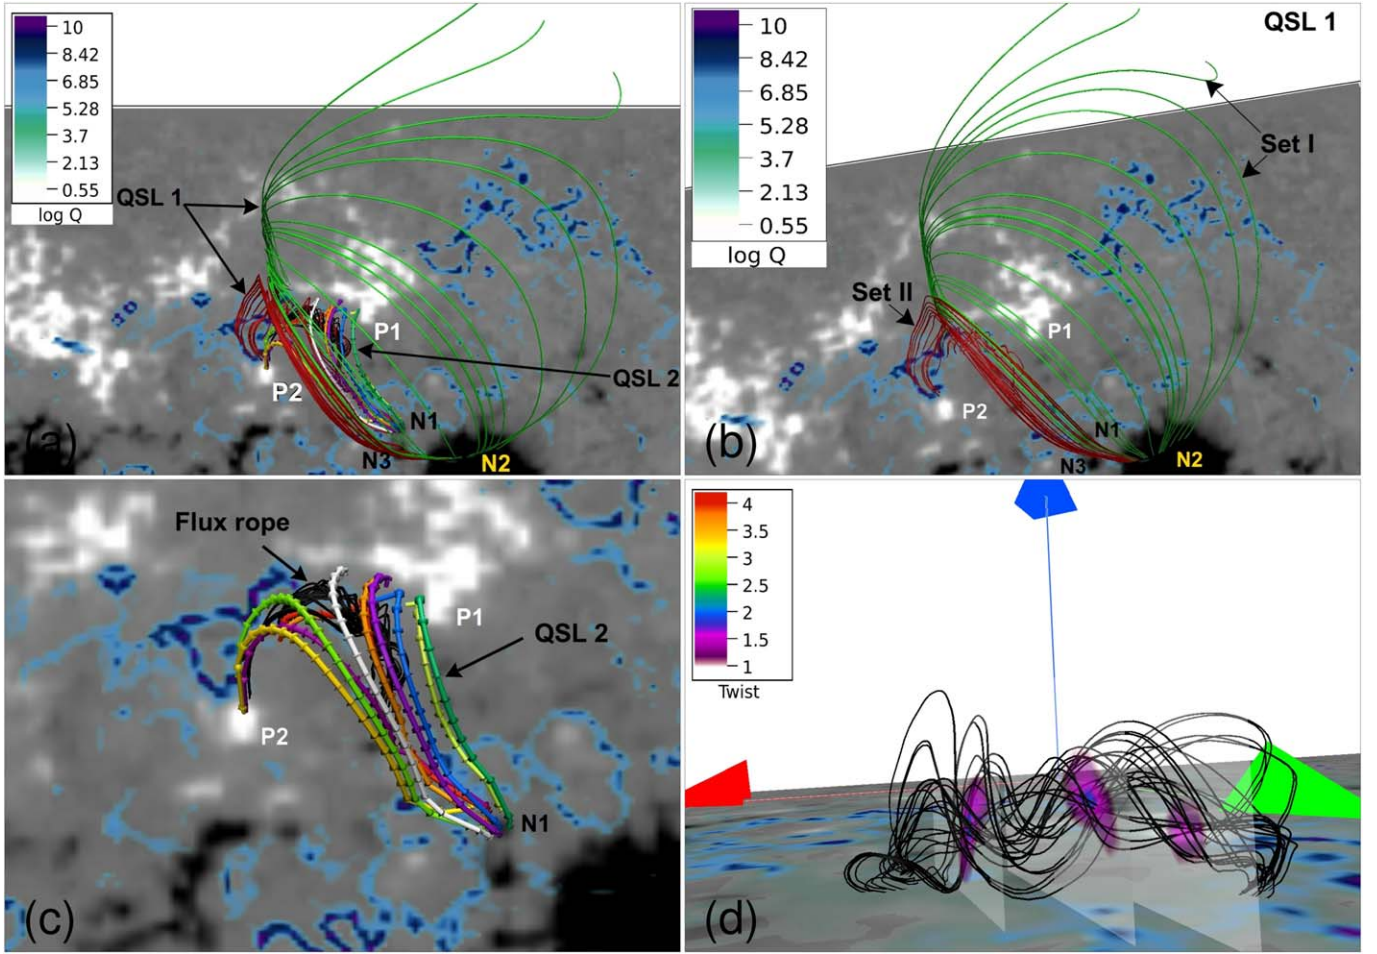 10
8.42
6.85
5.28
3.7
2.13
0.55
log Q
QSL 1
P1
QSL 2
P2
N1
N3
N2
(a)
QSL 1
10
8.42
6.85
5.28
3.7
2.13
0.55
log Q
Set I
Set II
P1
P2
N1
N3
N2
(b)
Flux rope
P1
QSL 2
P2
N1
(c)
4
3.5
3
2.5
2
1.5
1
Twist
(d)